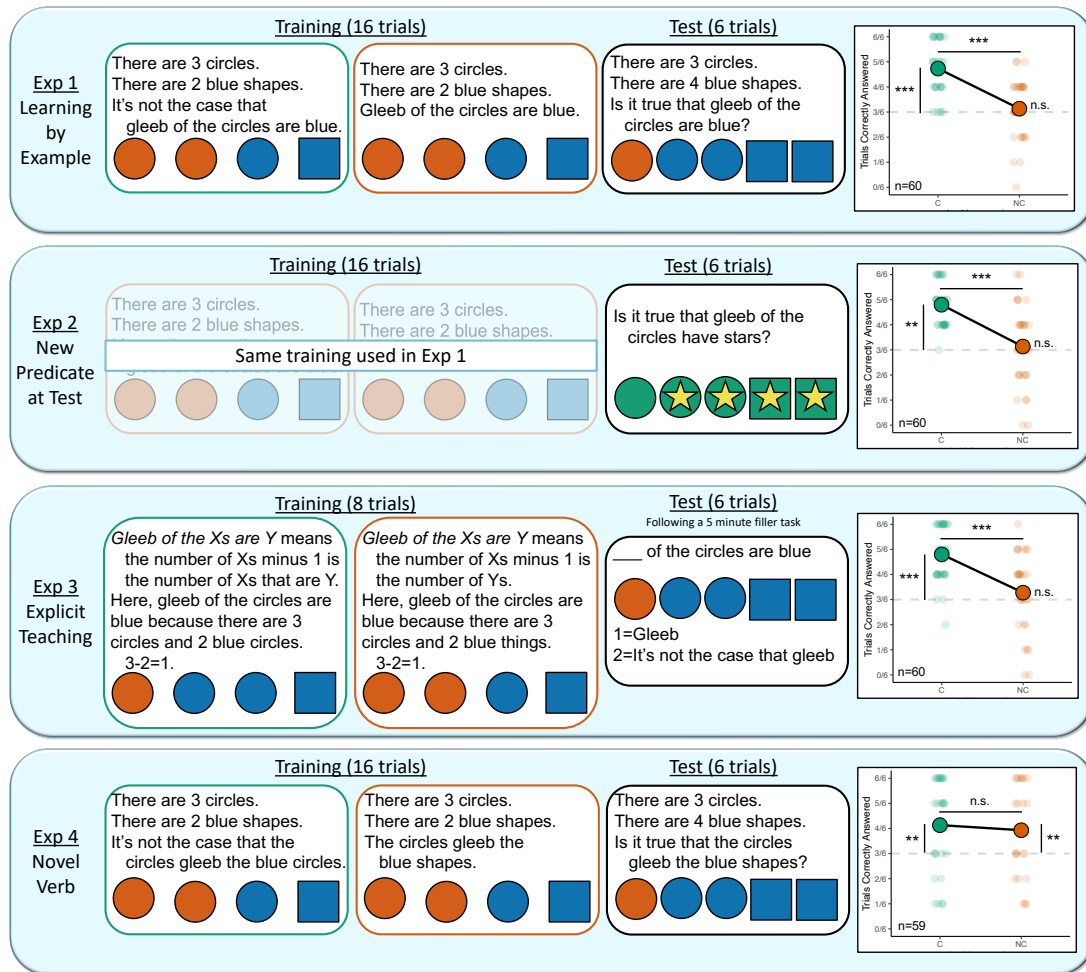 Exp 1
Learning
by
Example
Training (16 trials)
There are 3 circles.
There are 2 blue shapes.
It's not the case that
gleeb of the circles are blue.
There are 3 circles.
There are 2 blue shapes.
Gleeb of the circles are blue.
Test (6 trials)
There are 3 circles.
There are 4 blue shapes.
Is it true that gleeb of the
circles are blue?
Trials Correctly Answered
6/6
5/6
4/6
3/6
2/6
1/6
0/6
***
***
n.s.
n=60
C
NC
Exp 2
New
Predicate
at Test
Training (16 trials)
There are 3 circles.
There are 2 blue shapes.
There are 3 circles.
There are 2 blue shapes.
Same training used in Exp 1
Test (6 trials)
Is it true that gleeb of the
circles have stars?
Trials Correctly Answered
6/6
5/6
4/6
3/6
2/6
1/6
0/6
***
**
n.s.
n=60
C
NC
Exp 3
Explicit
Teaching
Training (8 trials)
Gleeb of the Xs are Y means
the number of Xs minus 1 is
the number of Xs that are Y.
Here, gleeb of the circles are
blue because there are 3
circles and 2 blue circles.
3-2=1.
Gleeb of the Xs are Y means
the number of Xs minus 1 is
the number of Ys.
Here, gleeb of the circles are
blue because there are 3
circles and 2 blue things.
3-2=1.
Test (6 trials)
Following a 5 minute filler task
___ of the circles are blue
1=Gleeb
2=It's not the case that gleeb
Trials Correctly Answered
6/6
5/6
4/6
3/6
2/6
1/6
0/6
***
***
n.s.
n=60
C
NC
Exp 4
Novel
Verb
Training (16 trials)
There are 3 circles.
There are 2 blue shapes.
It's not the case that the
circles gleeb the blue circles.
There are 3 circles.
There are 2 blue shapes.
The circles gleeb the
blue shapes.
Test (6 trials)
There are 3 circles.
There are 4 blue shapes.
Is it true that the circles
gleeb the blue shapes?
Trials Correctly Answered
6/6
5/6
4/6
3/6
2/6
1/6
0/6
n.s.
**
**
n=59
C
NC